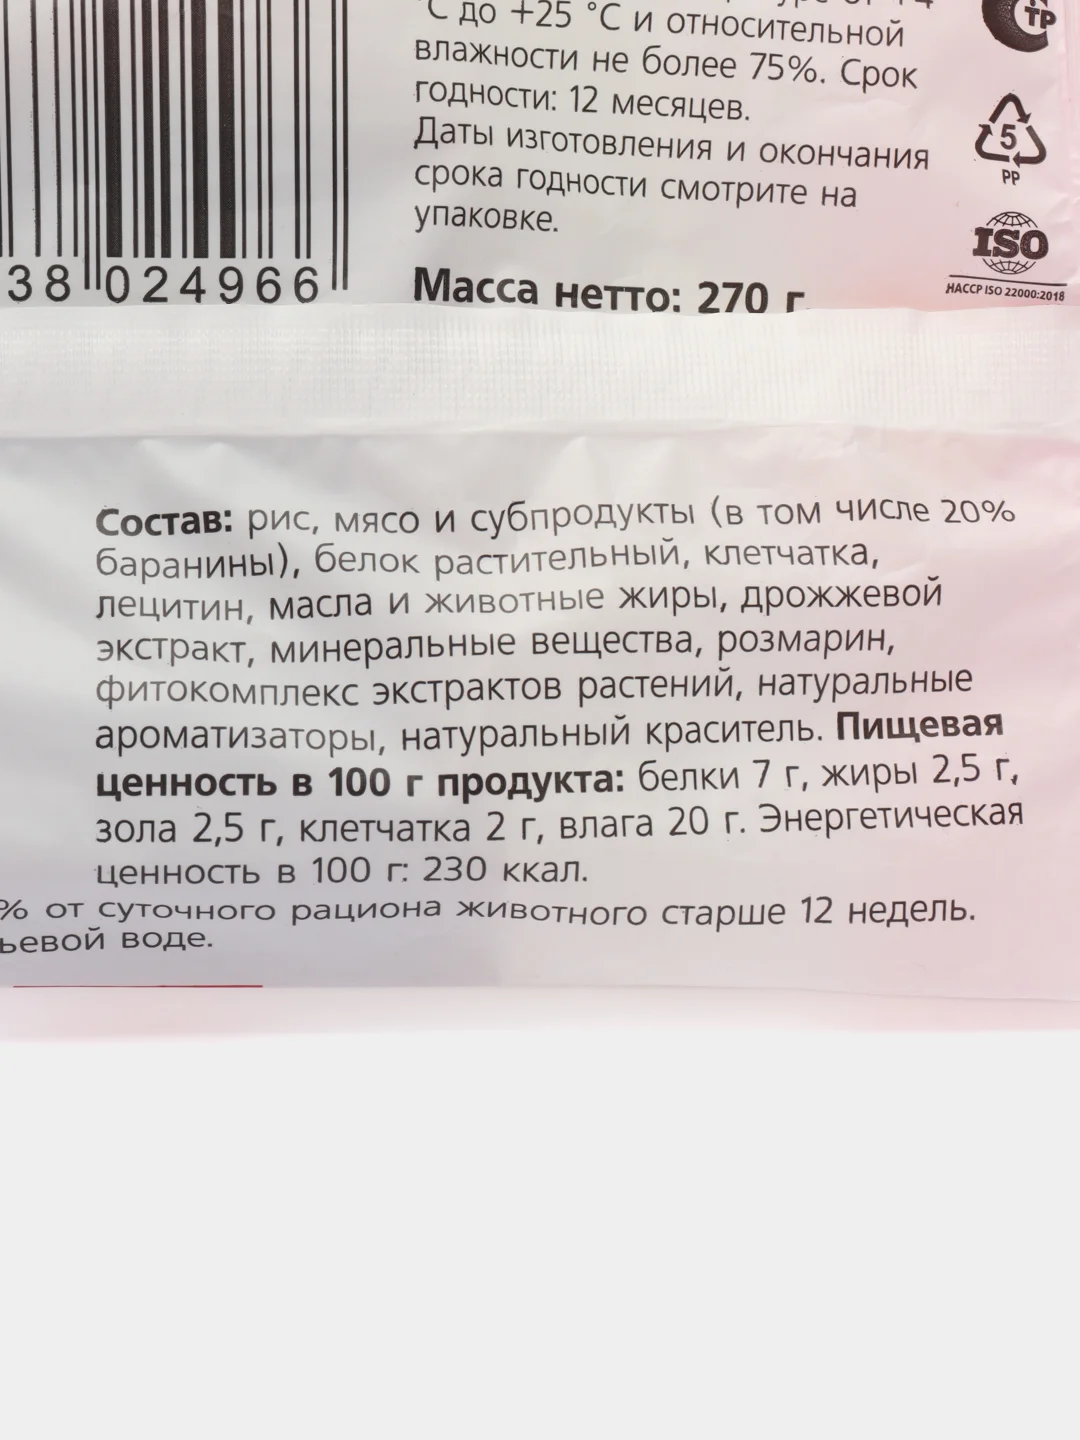 °С до +25 °С и относительной
влажности не более 75%. Срок
годности: 12 месяцев.
Даты изготовления и окончания
срока годности смотрите на
упаковке.
Масса нетто: 270 г.
ТР
5
PP
ISO
HACCP ISO 22000:2018
38 024966
Состав: рис, мясо и субпродукты (в том числе 20%
баранины), белок растительный, клетчатка,
лецитин, масла и животные жиры, дрожжевой
экстракт, минеральные вещества, розмарин,
фитокомплекс экстрактов растений, натуральные
ароматизаторы, натуральный краситель. Пищевая
ценность в 100 г продукта: белки 7 г, жиры 2,5 г,
зола 2,5 г, клетчатка 2 г, влага 20 г. Энергетическая
ценность в 100 г: 230 ккал.
% от суточного рациона животного старше 12 недель.
ьевой воде.